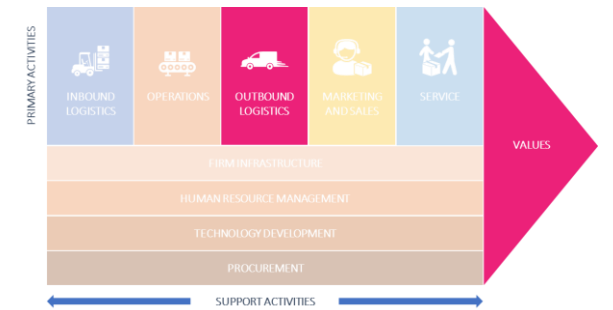 PRIMARY ACTIVITIES
INBOUND
LOGISTICS
OPERATIONS
OUTBOUND
LOGISTICS
MARKETING
AND SALES
SERVICE
VALUES
FIRM INFRASTRUCTURE
HUMAN RESOURCE MANAGEMENT
TECHNOLOGY DEVELOPMENT
PROCUREMENT
SUPPORT ACTIVITIES